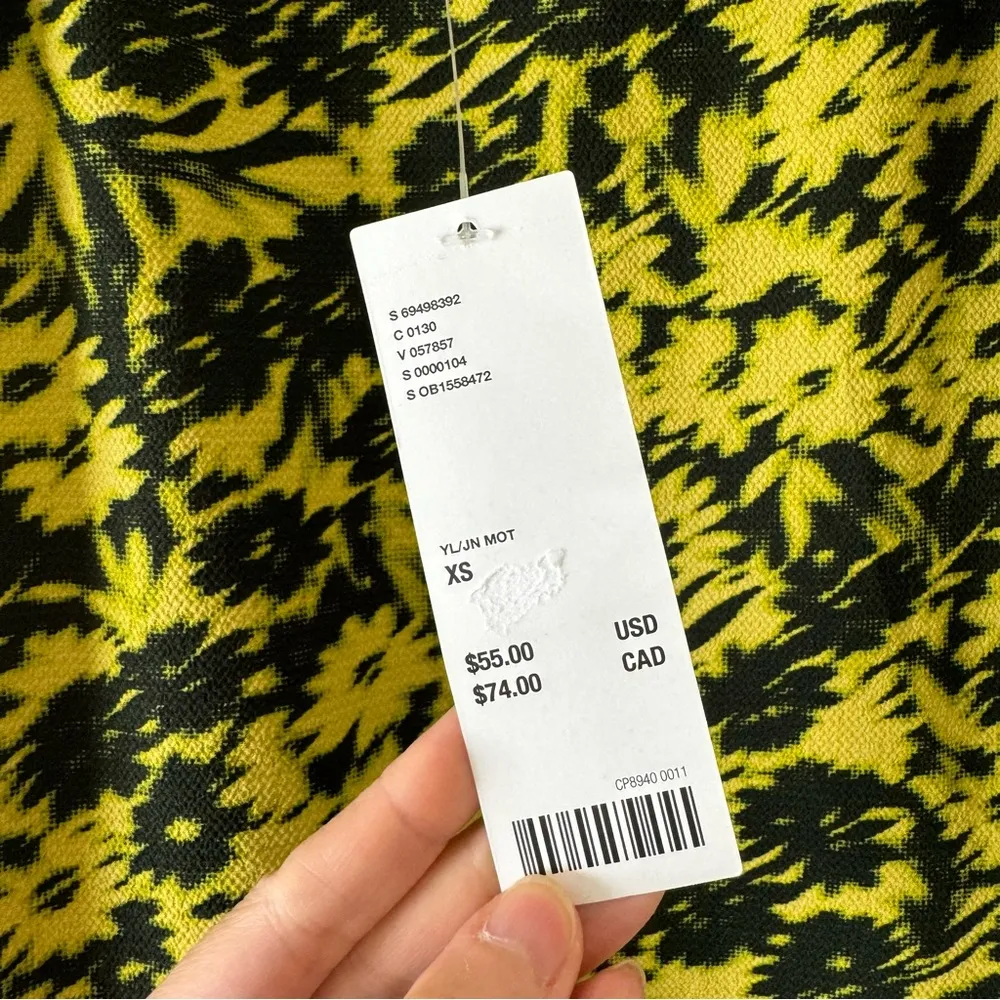 S 69498392
C 0130
V 057857
S 0000104
S OB1558472
YL/JN MOT
XS
$55.00 USD
$74.00 CAD
CP8940 0011